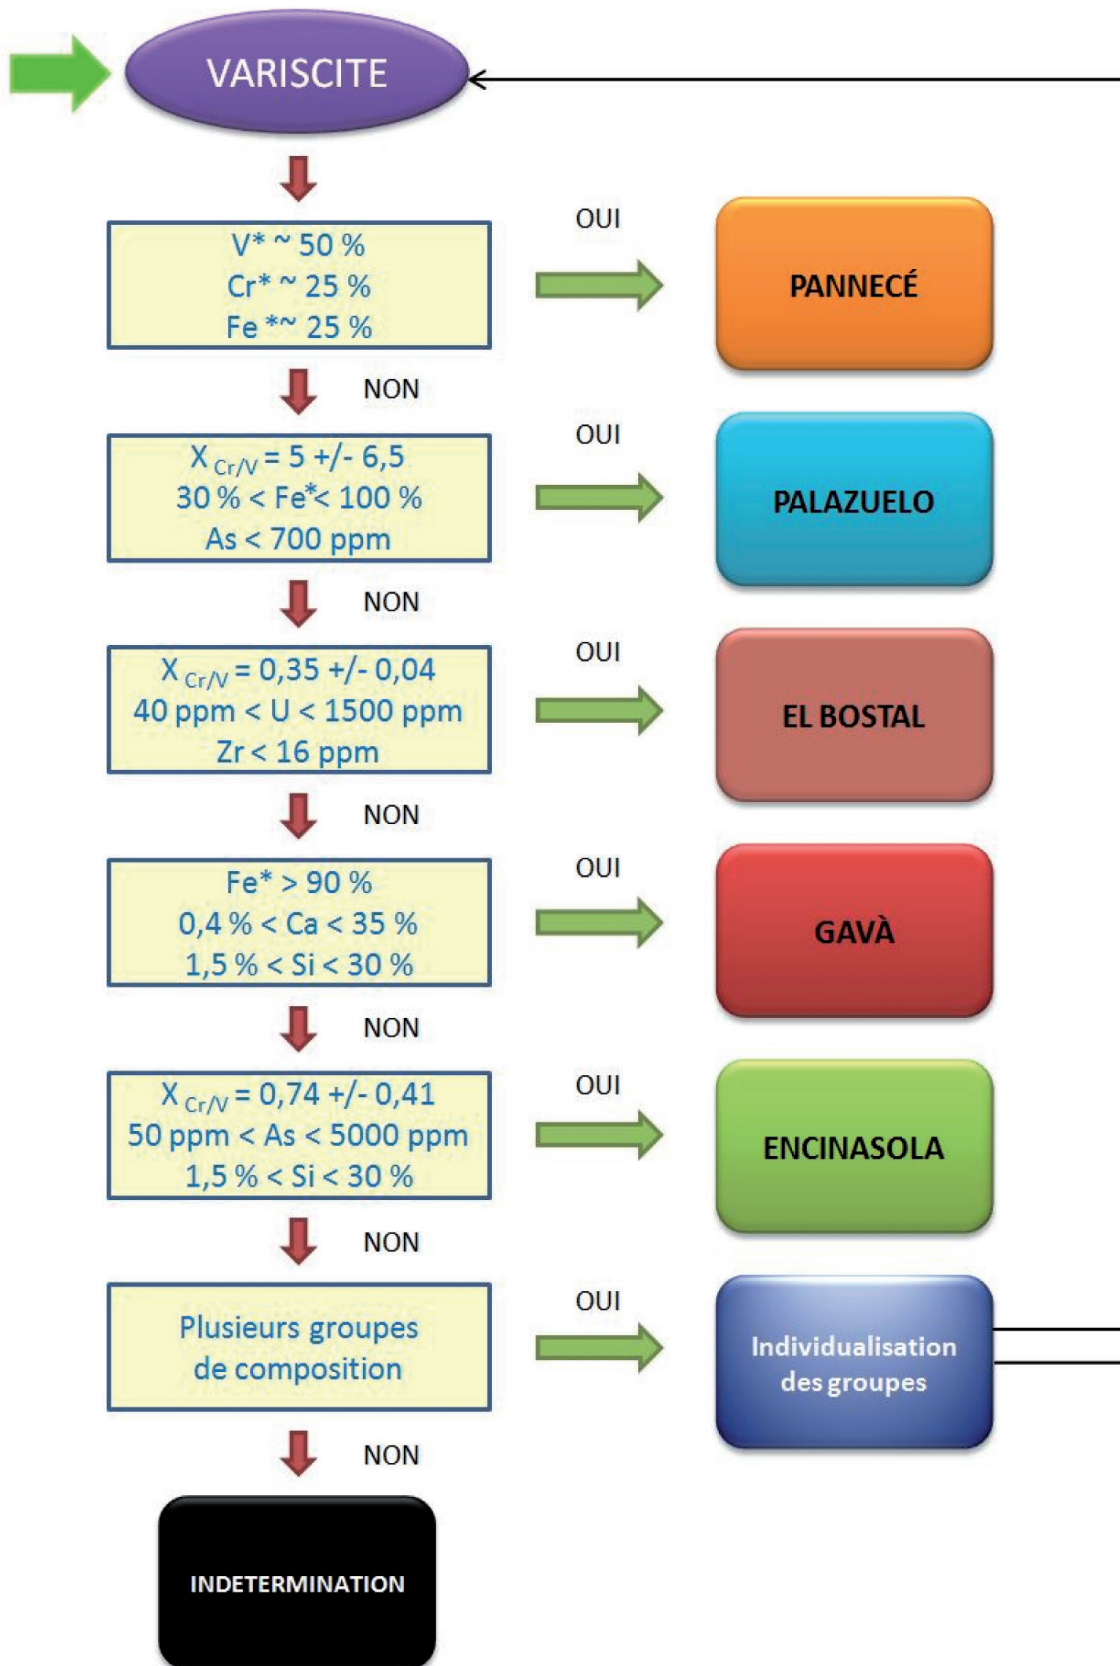 VARISCITE
V* ~ 50 %
Cr* ~ 25 %
Fe *~ 25 %
OUI
PANNECÉ
NON
X Cr/V = 5 +/- 6,5
30 % < Fe*< 100 %
As < 700 ppm
OUI
PALAZUELO
NON
X Cr/V = 0,35 +/- 0,04
40 ppm < U < 1500 ppm
Zr < 16 ppm
OUI
EL BOSTAL
NON
Fe* > 90 %
0,4 % < Ca < 35 %
1,5 % < Si < 30 %
OUI
GAVÀ
NON
X Cr/V = 0,74 +/- 0,41
50 ppm < As < 5000 ppm
1,5 % < Si < 30 %
OUI
ENCINASOLA
NON
Plusieurs groupes
de composition
OUI
Individualisation
des groupes
NON
INDETERMINATION